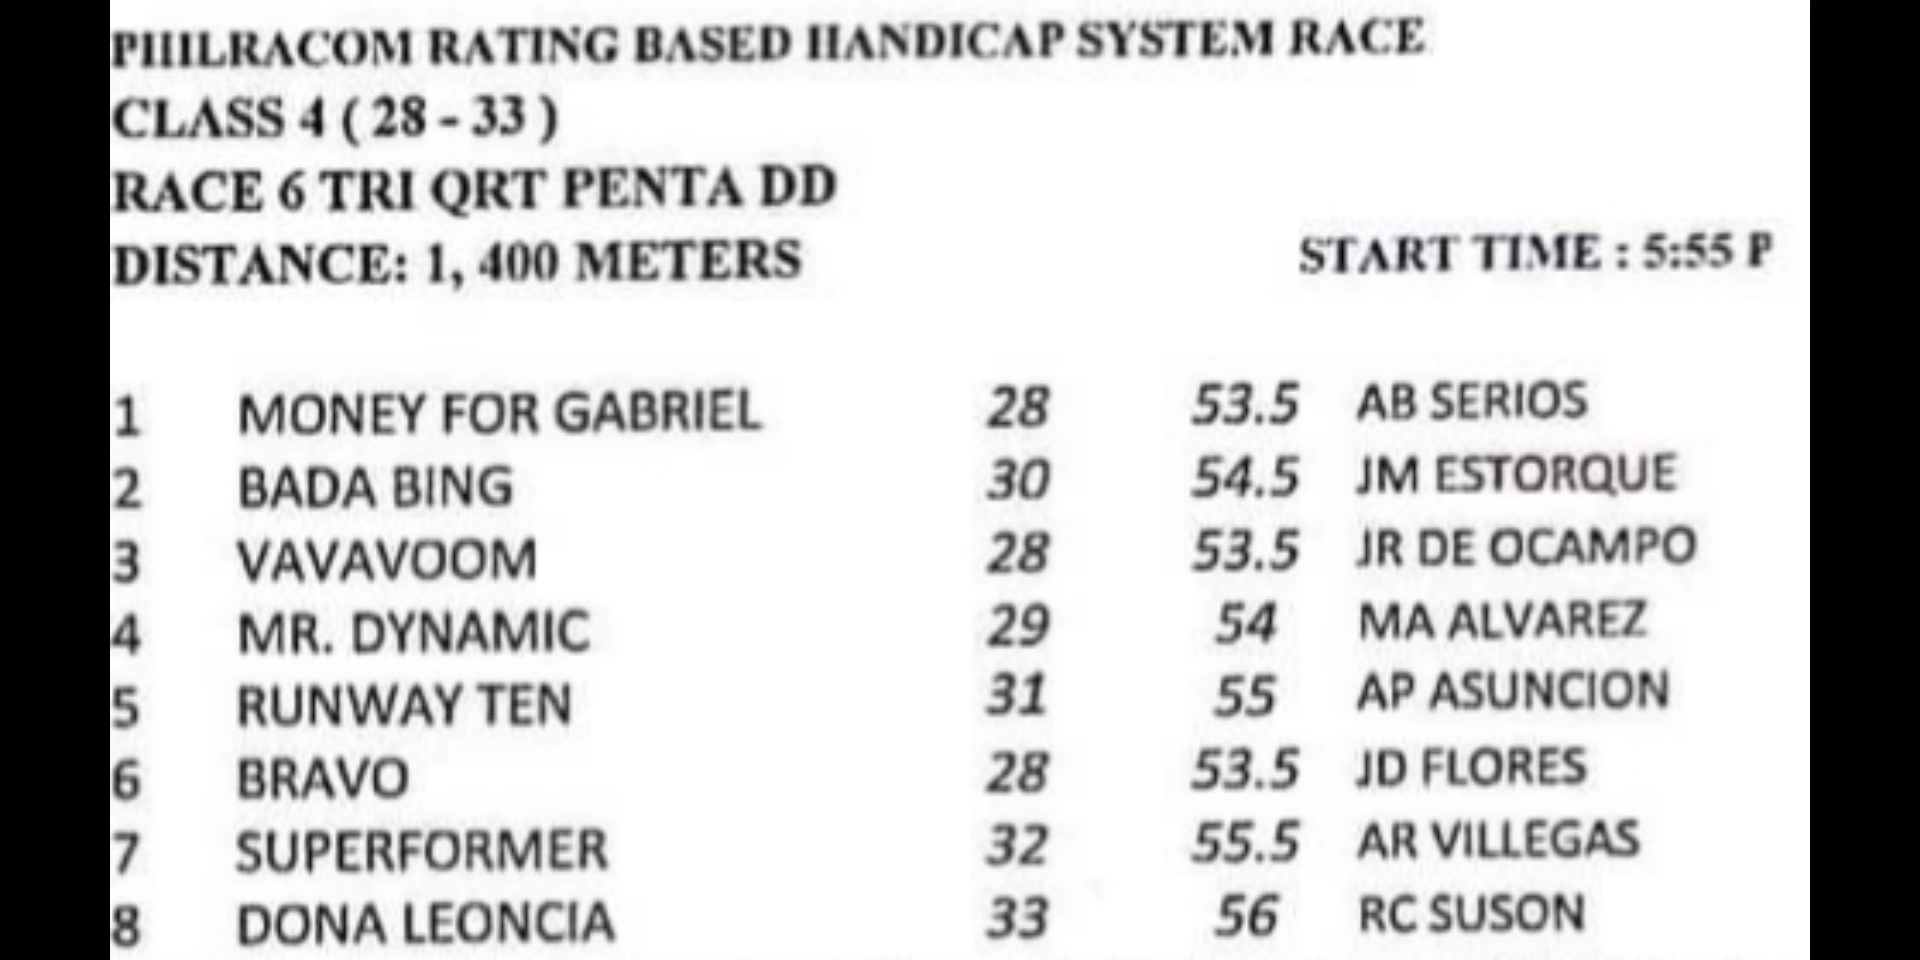 PHILRACOM RATING BASED HANDICAP SYSTEM RACE
CLASS 4 ( 28 - 33 )
RACE 6 TRI QRT PENTA DD
DISTANCE: 1, 400 METERS START TIME : 5:55 P
1 MONEY FOR GABRIEL 28 53.5 AB SERIOS
2 BADA BING 30 54.5 JM ESTORQUE
3 VAVAVOOM 28 53.5 JR DE OCAMPO
4 MR. DYNAMIC 29 54 MA ALVAREZ
5 RUNWAY TEN 31 55 AP ASUNCION
6 BRAVO 28 53.5 JD FLORES
7 SUPERFORMER 32 55.5 AR VILLEGAS
8 DONA LEONCIA 33 56 RC SUSON